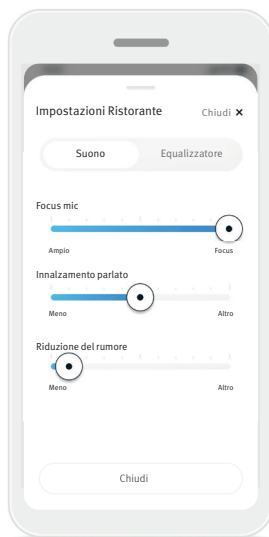 Impostazioni Ristorante
Chiudi ×
Suono
Equalizzatore
Focus mic
Ampio
Focus
Innalzamento parlato
Meno
Altro
Riduzione del rumore
Meno
Altro
Chiudi